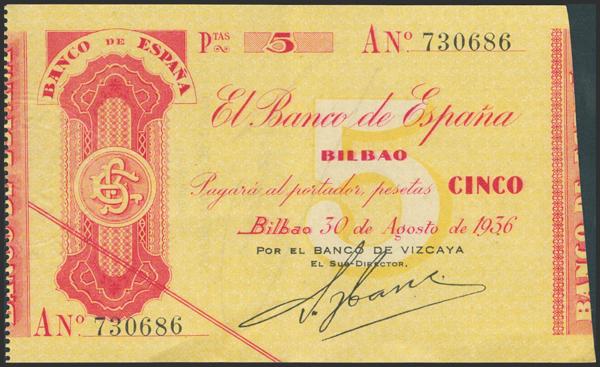 BANCO DE ESPAÑA
PTAS 5 A Nº. 730686
5
El Banco de España
BILBAO
Pagará al portador, pesetas CINCO
Bilbao 30 de Agosto de 1936
POR EL BANCO DE VIZCAYA
EL SUB-DIRECTOR.
A Nº. 730686